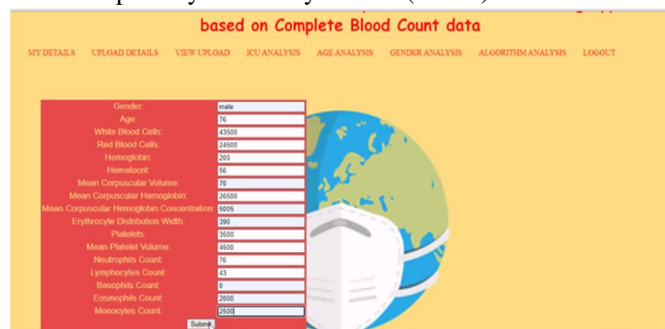 based on Complete Blood Count data
MY DETAILS UPLOAD DETAILS VIEW UPLOAD ICU ANALYSIS AGE ANALYSIS GENDER ANALYSIS ALGORITHM ANALYSIS LOGOUT
Gender: male
Age: 76
White Blood Cells: 43500
Red Blood Cells: 24500
Hemoglobin: 200
Hematocrit: 56
Mean Corpuscular Volume: 70
Mean Corpuscular Hemoglobin: 26500
Mean Corpuscular Hemoglobin Concentration: 5005
Erythrocyte Distribution Width: 390
Platelets: 3500
Mean Platelet Volume: 4600
Neutrophils Count: 76
Lymphocytes Count: 43
Basophils Count: 0
Eosinophils Count: 2000
Monocytes Count: 2600
Submit